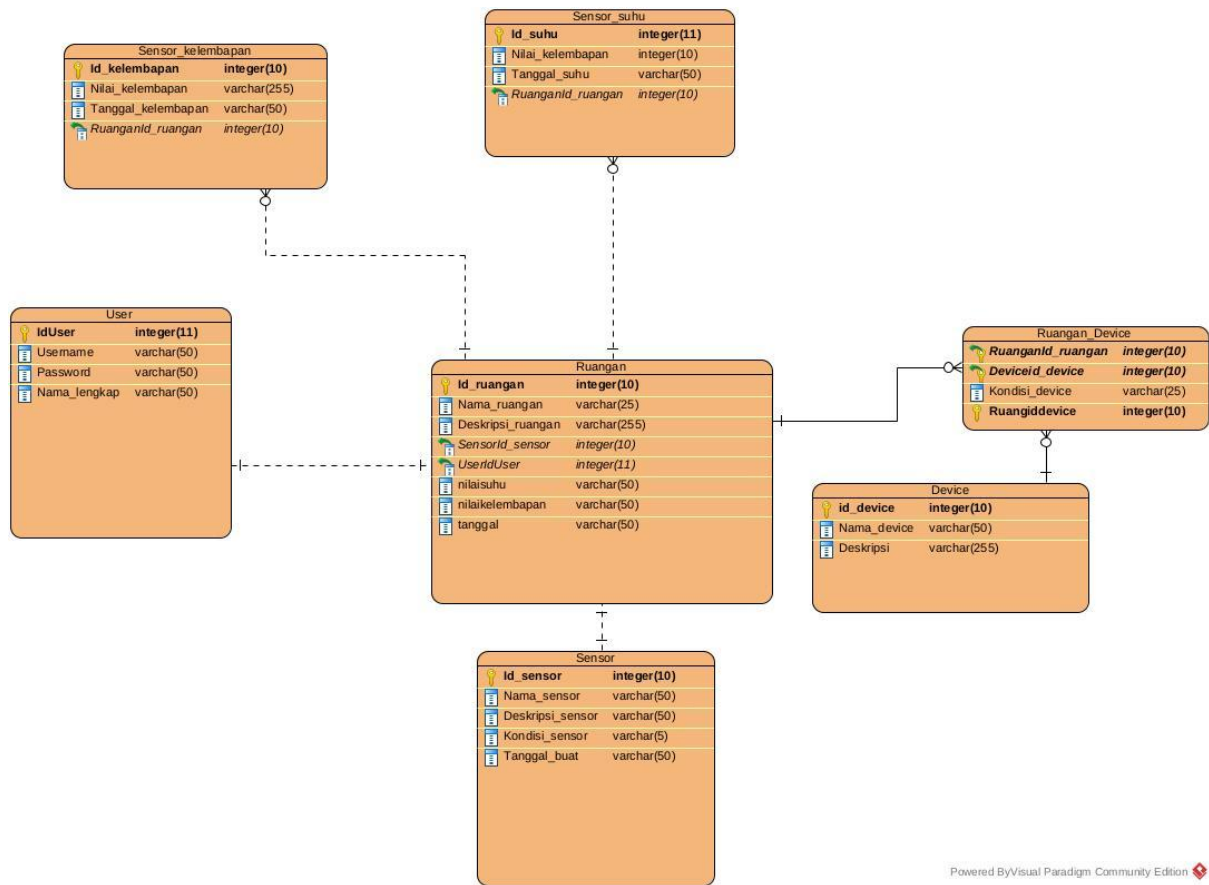 Sensor_kelembapan
Id_kelembapan integer(10)
Nilai_kelembapan varchar(255)
Tanggal_kelembapan varchar(50)
RuanganId_ruangan integer(10)
Sensor_suhu
Id_suhu integer(11)
Nilai_kelembapan integer(10)
Tanggal_suhu varchar(50)
RuanganId_ruangan integer(10)
User
IdUser integer(11)
Username varchar(50)
Password varchar(50)
Nama_lengkap varchar(50)
Ruangan
Id_ruangan integer(10)
Nama_ruangan varchar(25)
Deskripsi_ruangan varchar(255)
SensorId_sensor integer(10)
UserIdUser integer(11)
nilaisuhu varchar(50)
nilaikelembapan varchar(50)
tanggal varchar(50)
Ruangan_Device
RuanganId_ruangan integer(10)
Deviceid_device integer(10)
Kondisi_device varchar(25)
Ruangiddevice integer(10)
Device
id_device integer(10)
Nama_device varchar(50)
Deskripsi varchar(255)
Sensor
Id_sensor integer(10)
Nama_sensor varchar(50)
Deskripsi_sensor varchar(50)
Kondisi_sensor varchar(5)
Tanggal_buat varchar(50)
Powered ByVisual Paradigm Community Edition